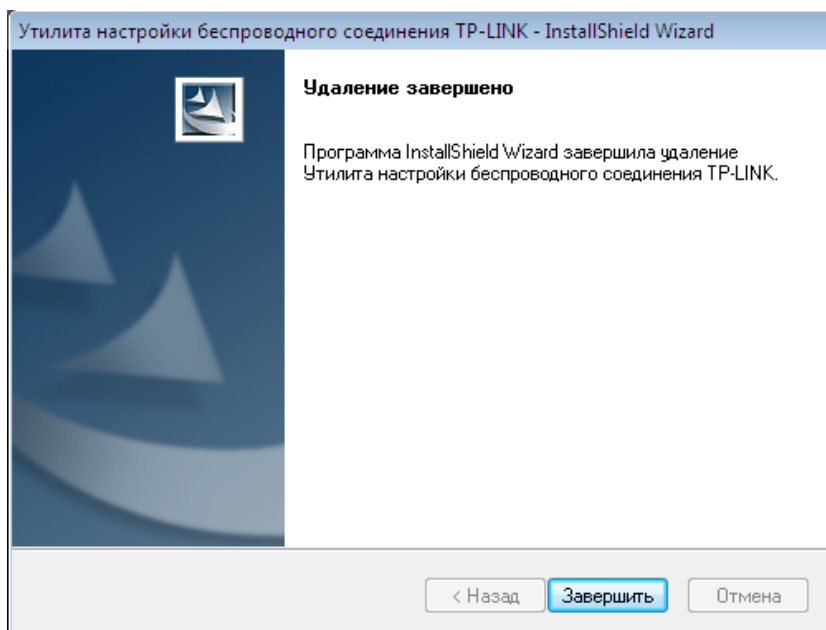 Утилита настройки беспроводного соединения TP-LINK - InstallShield Wizard
Удаление завершено
Программа InstallShield Wizard завершила удаление
Утилита настройки беспроводного соединения TP-LINK.
< Назад
Завершить
Отмена